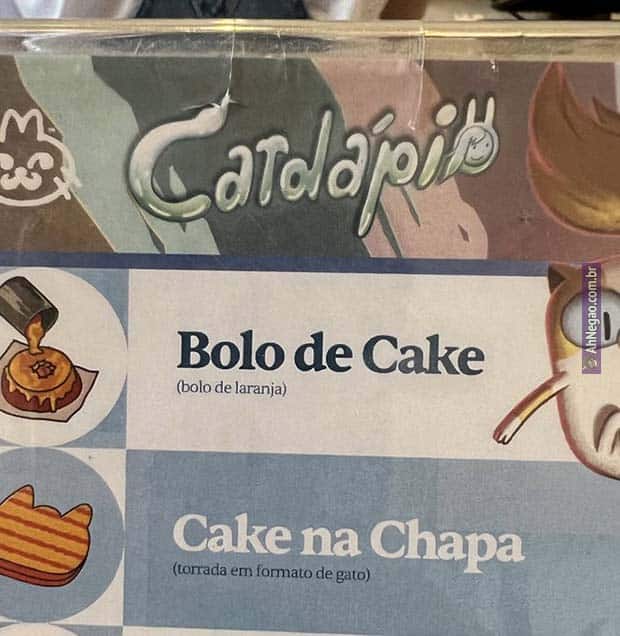 Cardápio
Bolo de Cake
(bolo de laranja)
AhNegao.com.br
Cake na Chapa
(torrada em formato de gato)